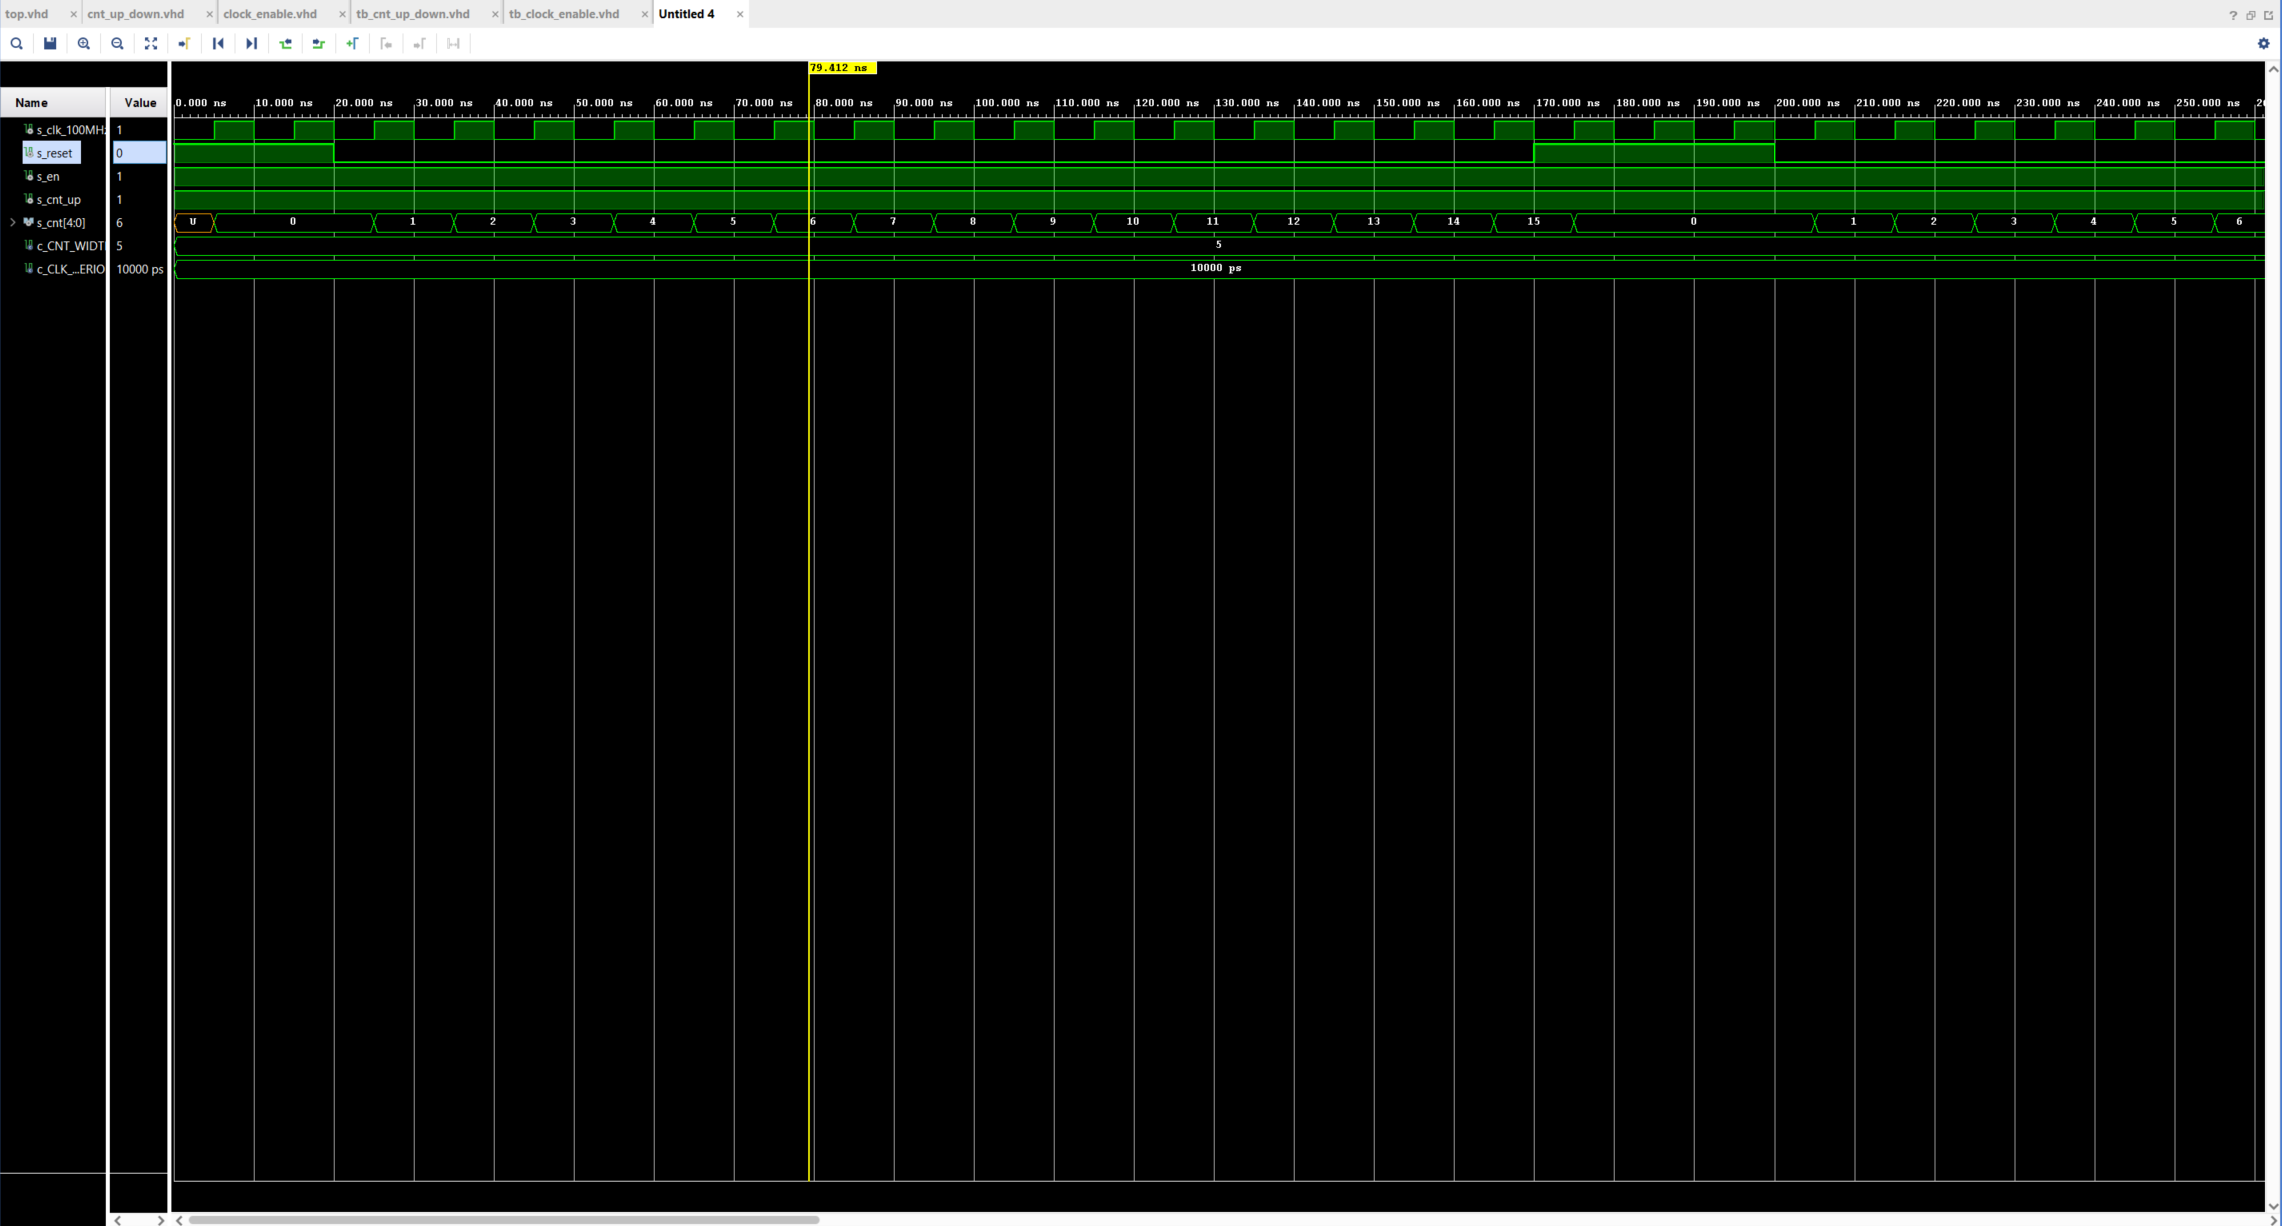 top.vhd × cnt_up_down.vhd × clock_enable.vhd × tb_cnt_up_down.vhd × tb_clock_enable.vhd × Untitled 4 × ?
79.412 ns
Name Value 0.000 ns 10.000 ns 20.000 ns 30.000 ns 40.000 ns 50.000 ns 60.000 ns 70.000 ns 80.000 ns 90.000 ns 100.000 ns 110.000 ns 120.000 ns 130.000 ns 140.000 ns 150.000 ns 160.000 ns 170.000 ns 180.000 ns 190.000 ns 200.000 ns 210.000 ns 220.000 ns 230.000 ns 240.000 ns 250.000 ns
s_clk_100MH 1
s_reset 0
s_en 1
s_cnt_up 1
s_cnt[4:0] 6 U 0 1 2 3 4 5 6 7 8 9 10 11 12 13 14 15 0 1 2 3 4 5 6
c_CNT_WIDT 5 5
c_CLK_...ERIO 10000 ps 10000 ps